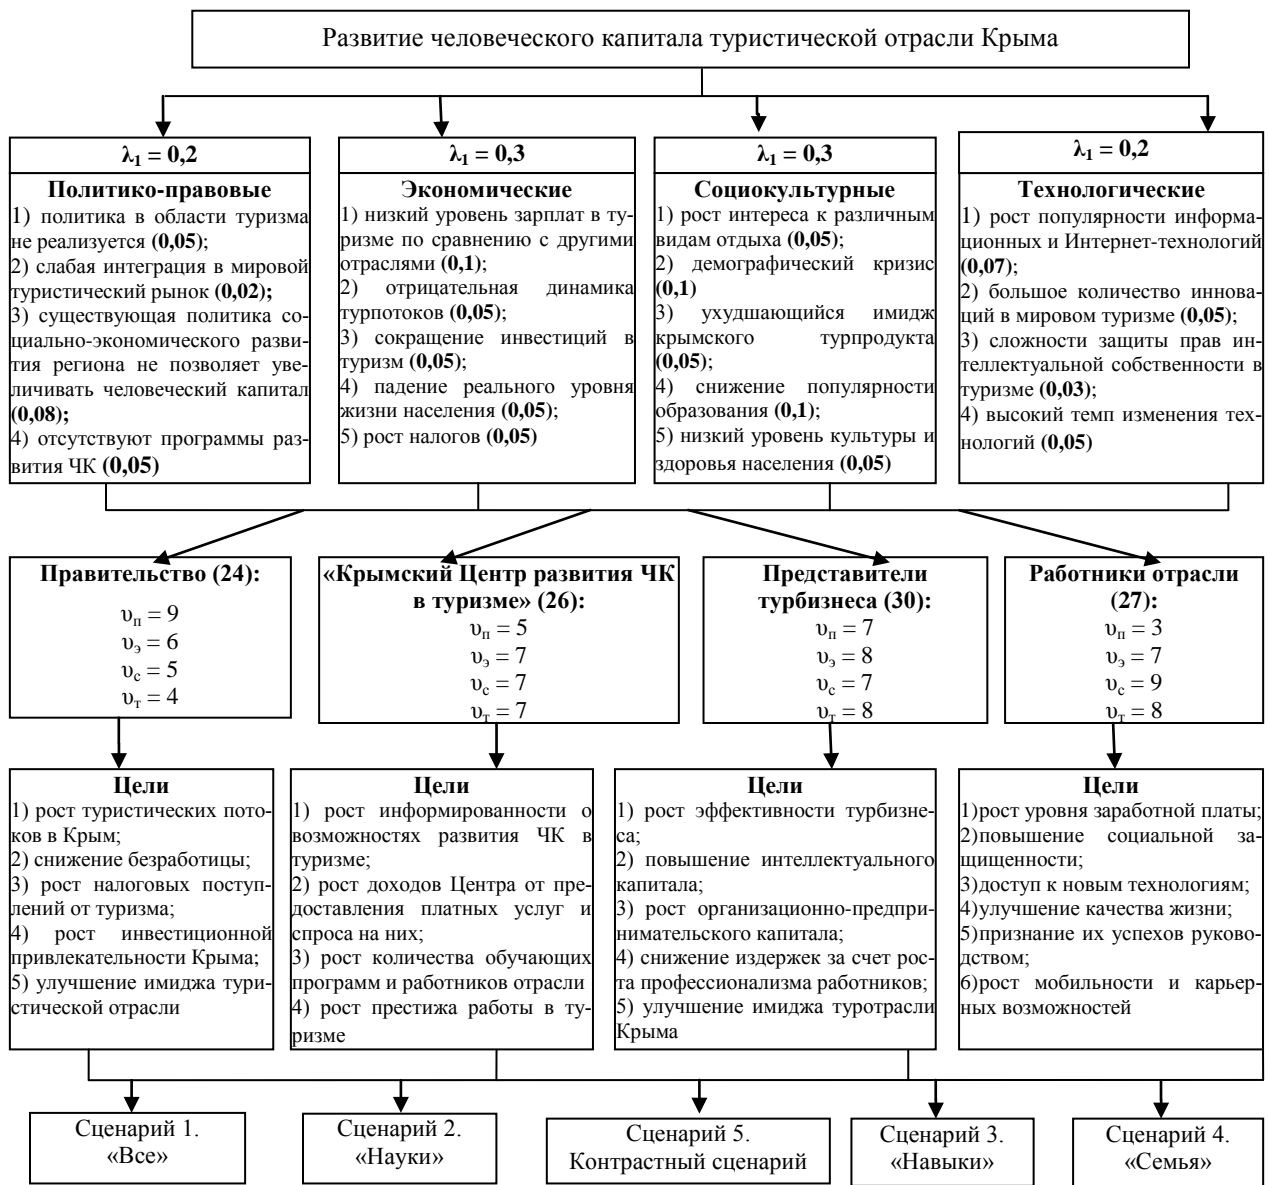 Развитие человеческого капитала туристической отрасли Крыма
λ₁ = 0,2
Политико-правовые
1) политика в области туризма
не реализуется (0,05);
2) слабая интеграция в мировой
туристический рынок (0,02);
3) существующая политика со-
циально-экономического разви-
тия региона не позволяет уве-
личивать человеческий капитал
(0,08);
4) отсутствуют программы раз-
вития ЧК (0,05)
λ₁ = 0,3
Экономические
1) низкий уровень зарплат в ту-
ризме по сравнению с другими
отраслями (0,1);
2) отрицательная динамика
турпотоков (0,05);
3) сокращение инвестиций в
туризм (0,05);
4) падение реального уровня
жизни населения (0,05);
5) рост налогов (0,05)
λ₁ = 0,3
Социокультурные
1) рост интереса к различным
видам отдыха (0,05);
2) демографический кризис
(0,1)
3) ухудшающийся имидж
крымского турпродукта
(0,05);
4) снижение популярности
образования (0,1);
5) низкий уровень культуры и
здоровья населения (0,05)
λ₁ = 0,2
Технологические
1) рост популярности информа-
ционных и Интернет-технологий
(0,07);
2) большое количество иннова-
ций в мировом туризме (0,05);
3) сложности защиты прав ин-
теллектуальной собственности в
туризме (0,03);
4) высокий темп изменения тех-
нологий (0,05)
Правительство (24):
υп = 9
υэ = 6
υс = 5
υт = 4
«Крымский Центр развития ЧК
в туризме» (26):
υп = 5
υэ = 7
υс = 7
υт = 7
Представители
турбизнеса (30):
υп = 7
υэ = 8
υс = 7
υт = 8
Работники отрасли
(27):
υп = 3
υэ = 7
υс = 9
υт = 8
Цели
1) рост туристических пото-
ков в Крым;
2) снижение безработицы;
3) рост налоговых поступ-
лений от туризма;
4) рост инвестиционной
привлекательности Крыма;
5) улучшение имиджа тури-
стической отрасли
Цели
1) рост информированности о
возможностях развития ЧК в
туризме;
2) рост доходов Центра от пре-
доставления платных услуг и
спроса на них;
3) рост количества обучающих
программ и работников отрасли
4) рост престижа работы в ту-
ризме
Цели
1) рост эффективности турбизне-
са;
2) повышение интеллектуального
капитала;
3) рост организационно-предпри-
нимательского капитала;
4) снижение издержек за счет рос-
та профессионализма работников;
5) улучшение имиджа туротрасли
Крыма
Цели
1)рост уровня заработной платы;
2)повышение социальной за-
щищенности;
3)доступ к новым технологиям;
4)улучшение качества жизни;
5)признание их успехов руково-
дством;
6)рост мобильности и карьер-
ных возможностей
Сценарий 1.
«Все»
Сценарий 2.
«Науки»
Сценарий 5.
Контрастный сценарий
Сценарий 3.
«Навыки»
Сценарий 4.
«Семья»